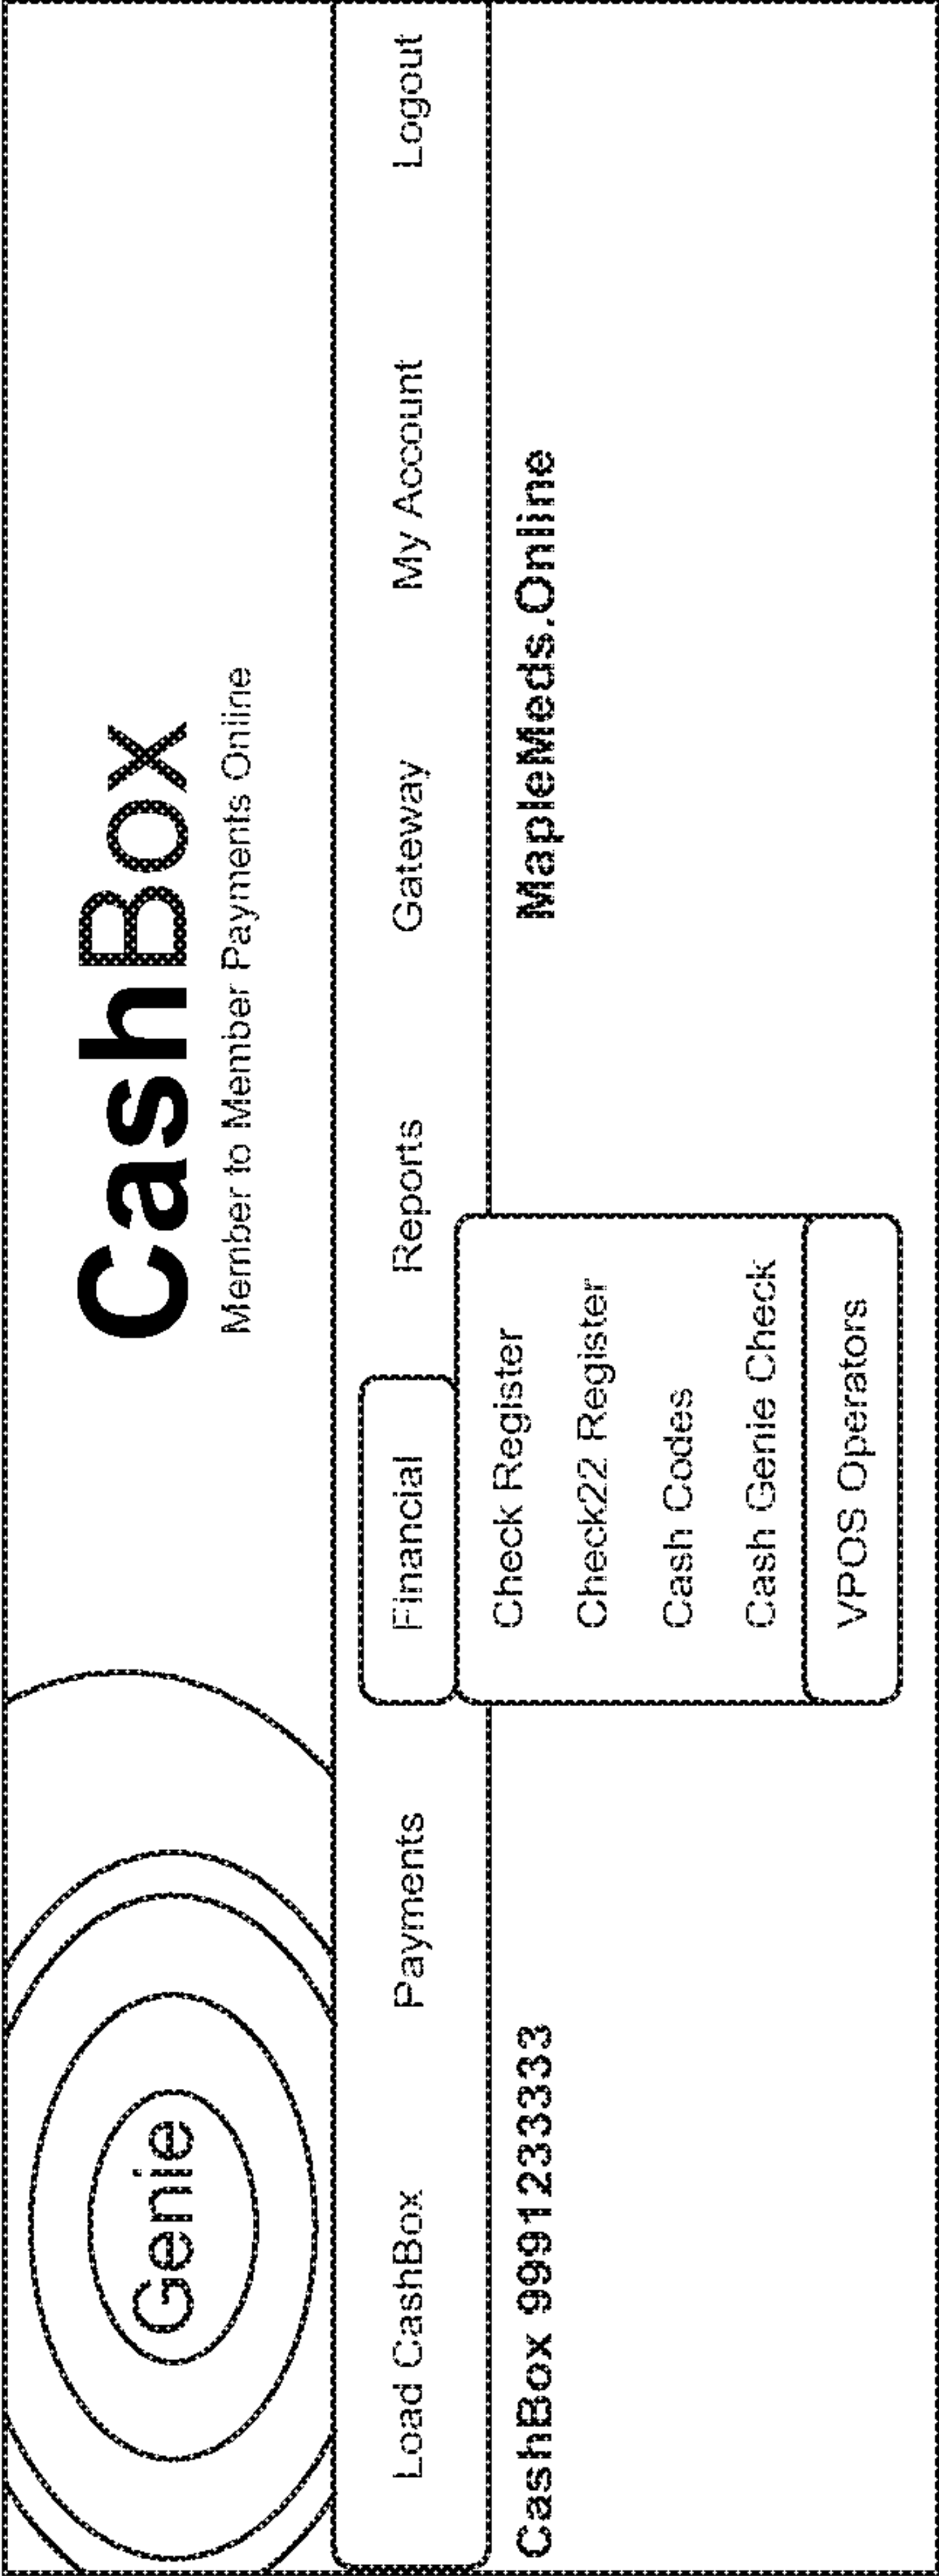 Genie
CashBox
Member to Member Payments Online
Load CashBox Payments Financial Reports Gateway My Account Logout
Check Register
Check22 Register
Cash Codes
Cash Genie Check
VPOS Operators
CashBox 999123333
MapleMeds.Online